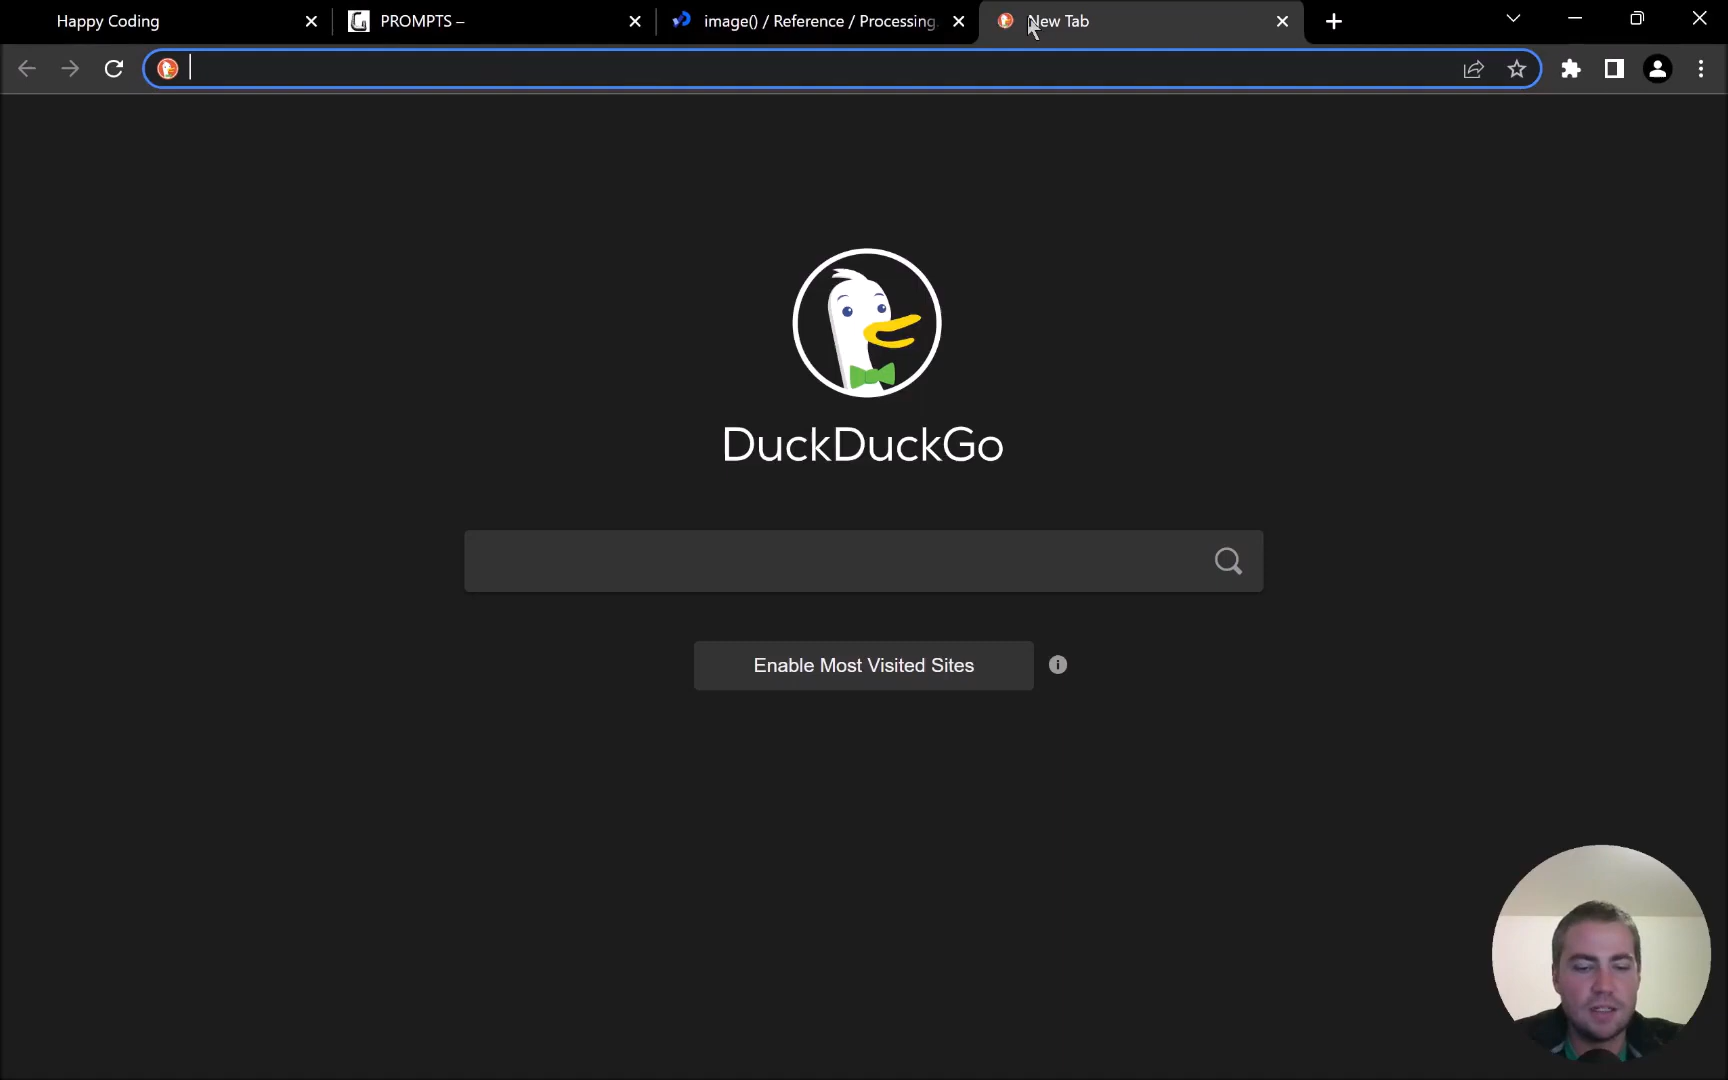 Happy Coding
PROMPTS –
image() / Reference / Processing.
New Tab
DuckDuckGo
Enable Most Visited Sites